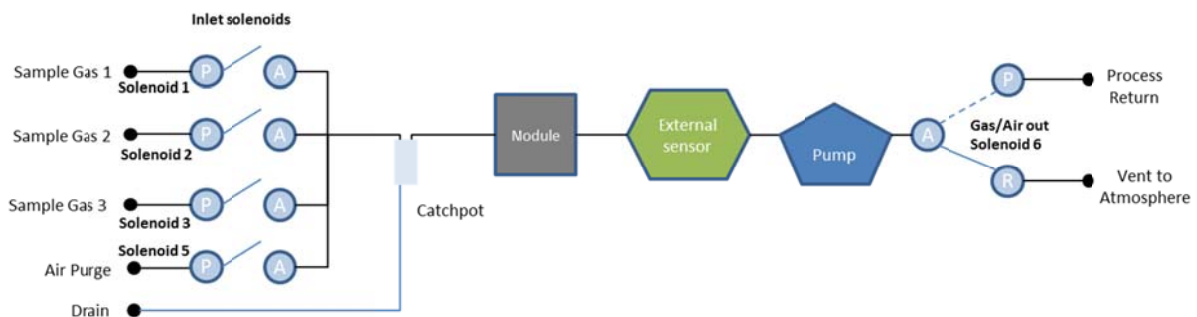 Inlet solenoids
Sample Gas 1
P
A
Solenoid 1
Sample Gas 2
P
A
Solenoid 2
Sample Gas 3
P
A
Solenoid 3
Solenoid 5
Air Purge
P
A
Drain
Catchpot
Nodule
External
sensor
Pump
A
P
Process
Return
Gas/Air out
Solenoid 6
R
Vent to
Atmosphere